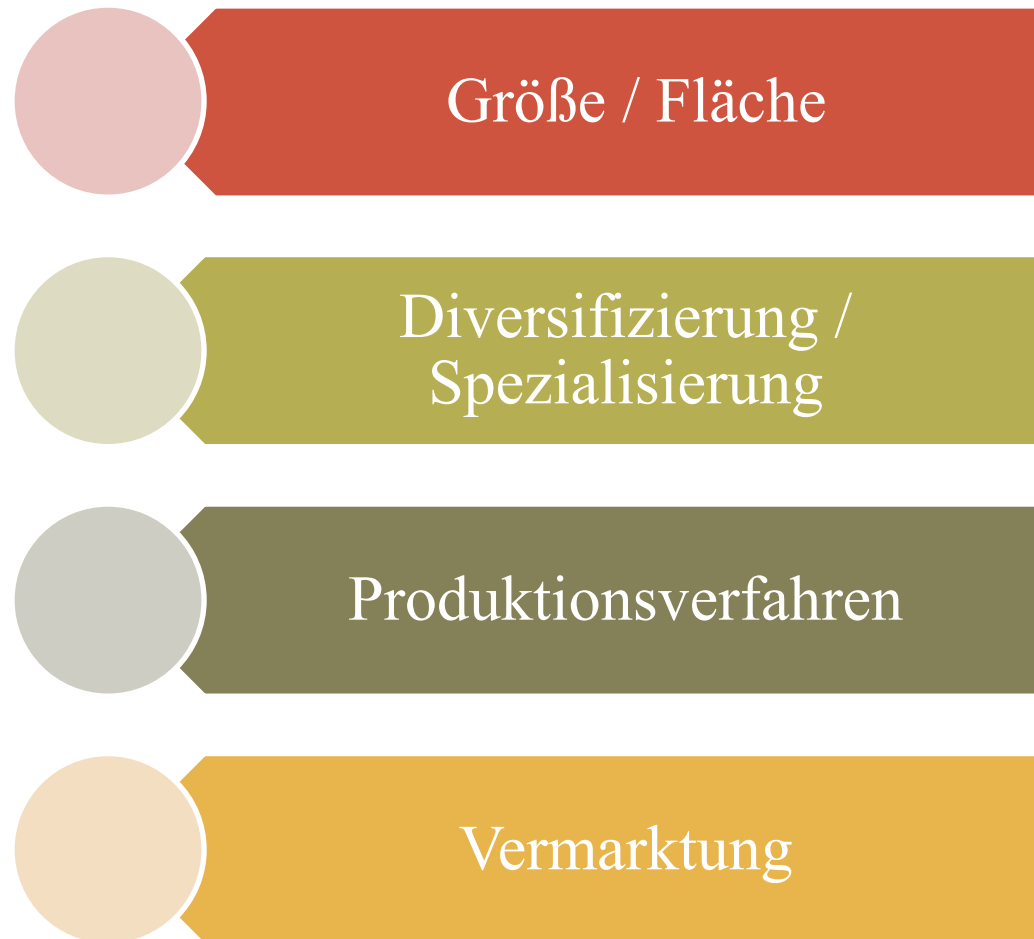 Größe / Fläche
Diversifizierung /
Spezialisierung
Produktionsverfahren
Vermarktung